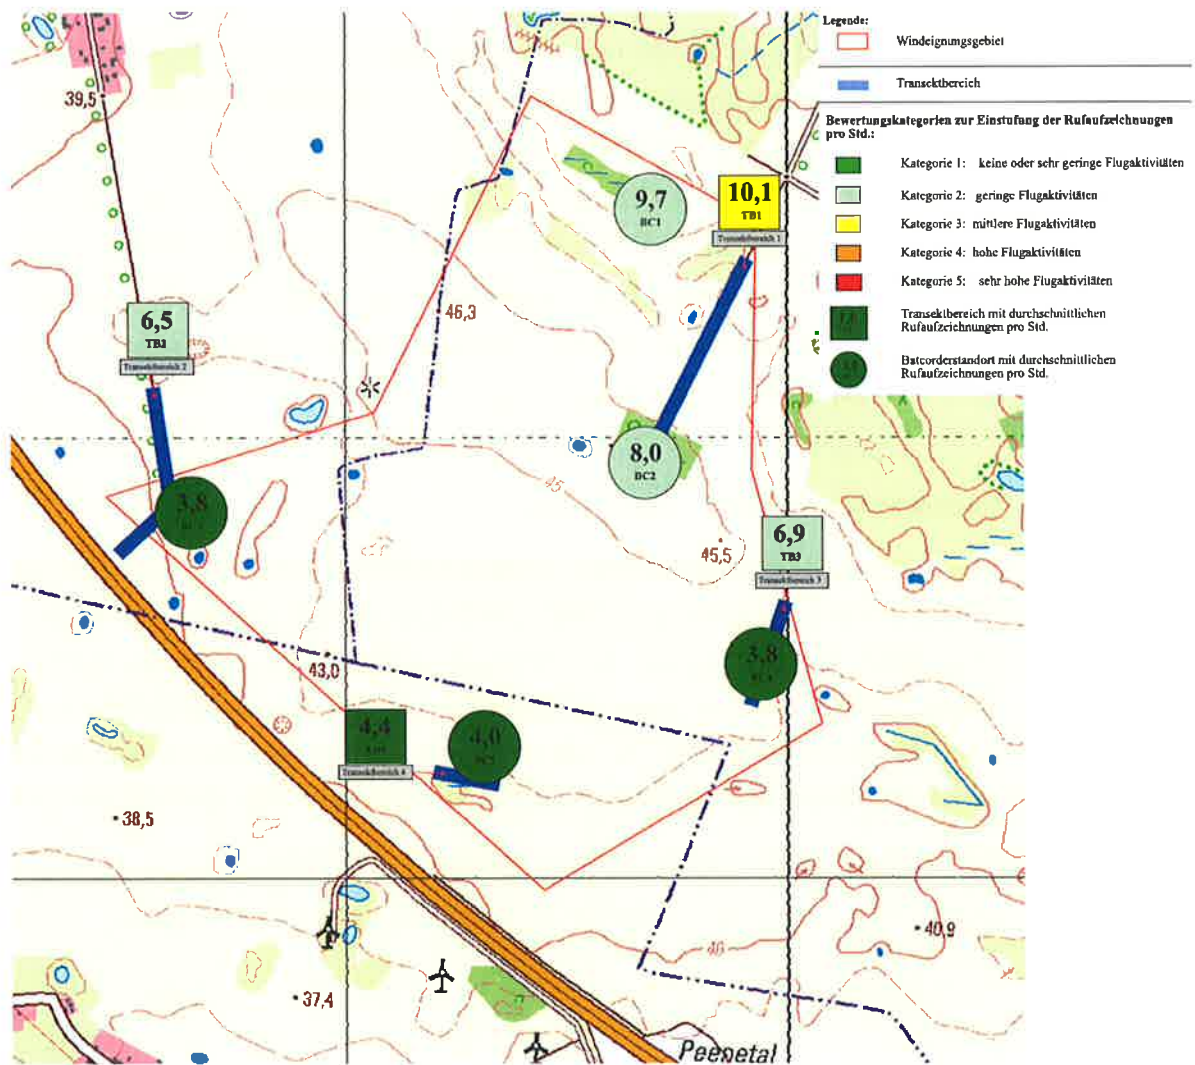 Legende:
Windeignungsgebiet
Transektbereich
Bewertungskategorien zur Einstufung der Rufaufzeichnungen
pro Std.:
Kategorie 1: keine oder sehr geringe Flugaktivitäten
Kategorie 2: geringe Flugaktivitäten
Kategorie 3: mittlere Flugaktivitäten
Kategorie 4: hohe Flugaktivitäten
Kategorie 5: sehr hohe Flugaktivitäten
Transektbereich mit durchschnittlichen
Rufaufzeichnungen pro Std.
Batcorderstandort mit durchschnittlichen
Rufaufzeichnungen pro Std.
39,5
9,7
BC1
10,1
TB1
Transektbereich 1
46,3
6,5
TB2
Transektbereich 2
8,0
BC2
45
3,8
45,5
6,9
TB3
Transektbereich 3
3,8
43,0
4,4
Transektbereich 4
4,0
38,5
40,9
40
37,4
Peenetal